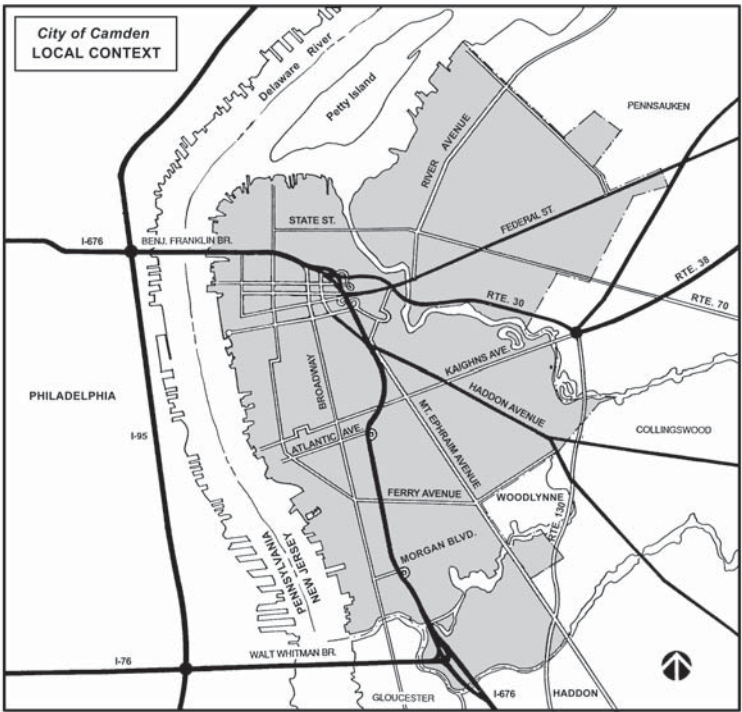 City of Camden
LOCAL CONTEXT
Delaware River
Petty Island
PENNSAUKEN
RIVER AVENUE
STATE ST.
FEDERAL ST.
I-676
BENJ. FRANKLIN BR.
RTE. 38
RTE. 30
RTE. 70
KAIGHNS AVE.
PHILADELPHIA
BROADWAY
HADDON AVENUE
MT. EPHRAIM AVENUE
COLLINGSWOOD
I-95
ATLANTIC AVE.
FERRY AVENUE
WOODLYNNE
RTE. 130
MORGAN BLVD.
PENNSYLVANIA
NEW JERSEY
WALT WHITMAN BR.
I-76
GLOUCESTER
I-676
HADDON